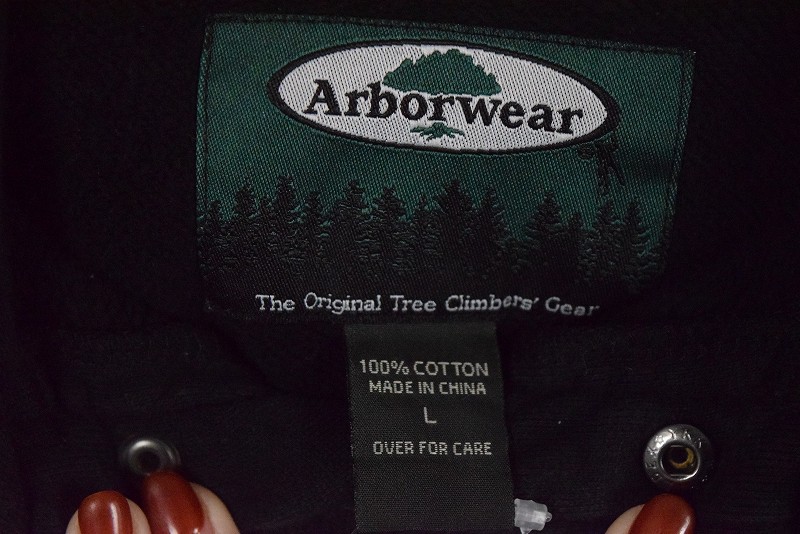 Arborwear
The Original Tree Climbers' Gear
100% COTTON
MADE IN CHINA
L
OVER FOR CARE